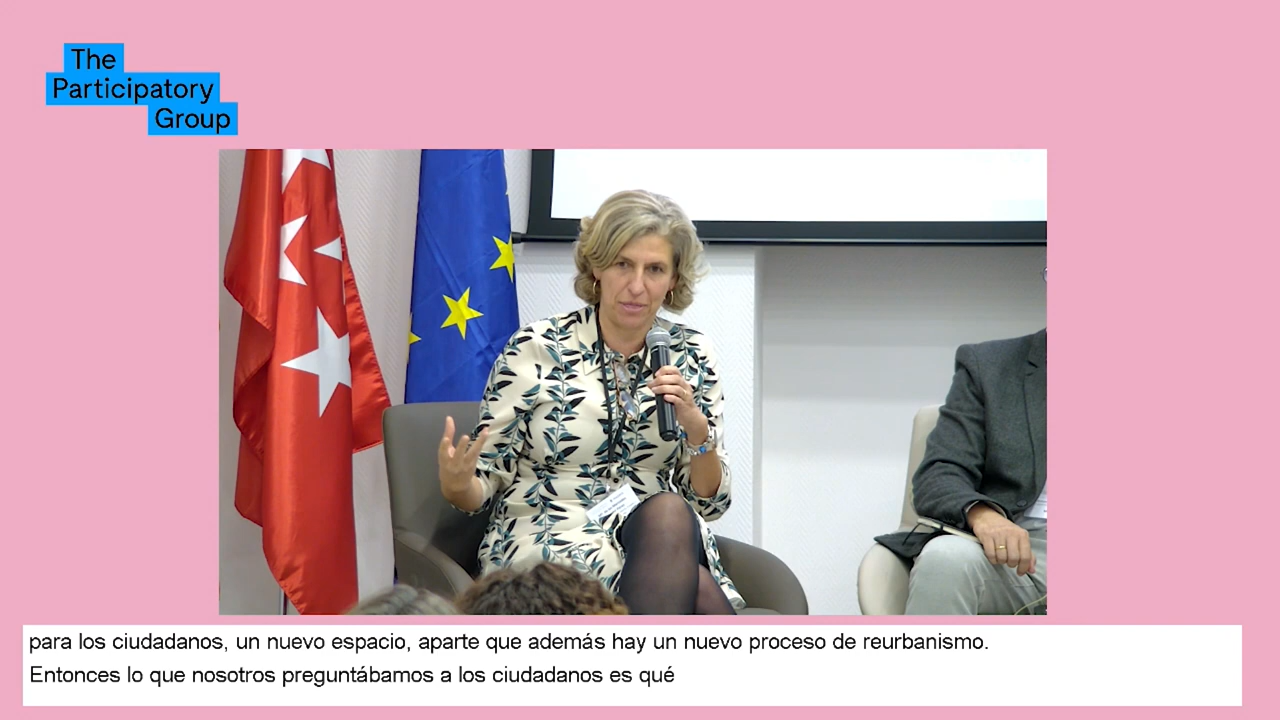 The
Participatory
Group
para los ciudadanos, un nuevo espacio, aparte que además hay un nuevo proceso de reurbanismo.
Entonces lo que nosotros preguntábamos a los ciudadanos es qué